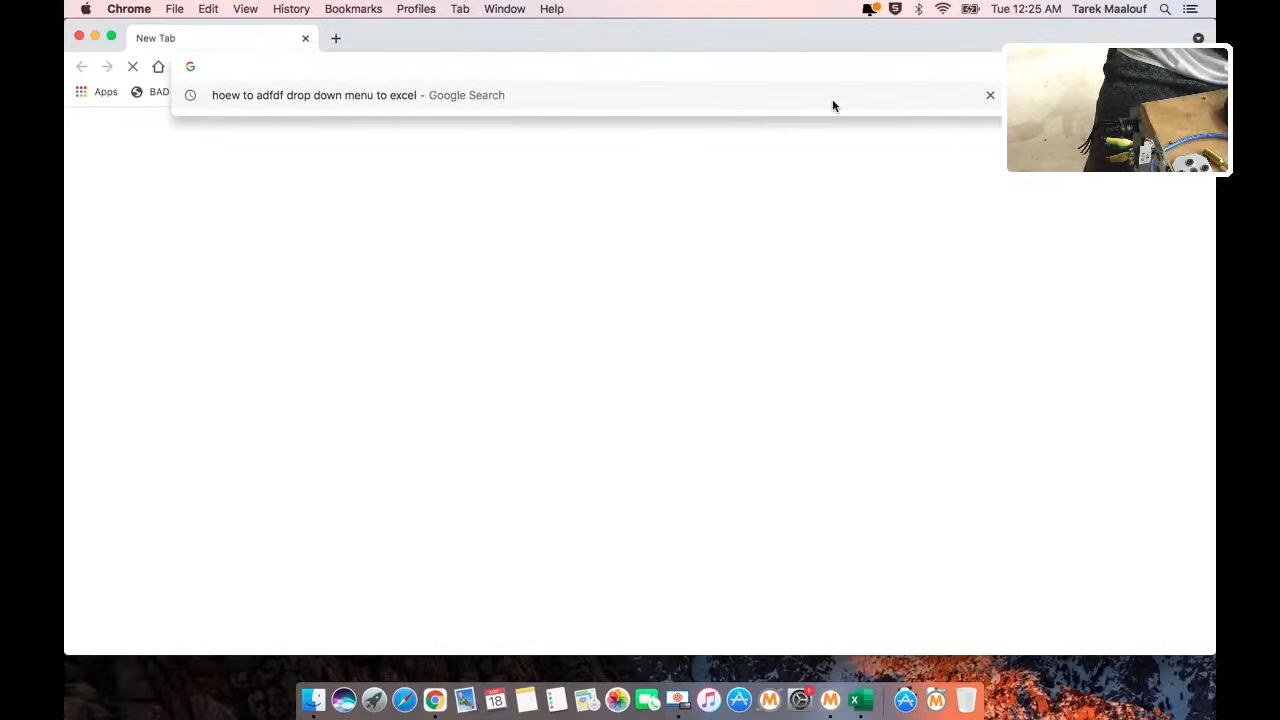 Chrome File Edit View History Bookmarks Profiles Tab Window Help Tue 12:25 AM Tarek Maalouf
New Tab
hoew to adfdf drop down menu to excel - Google Search
Apps BAD
18